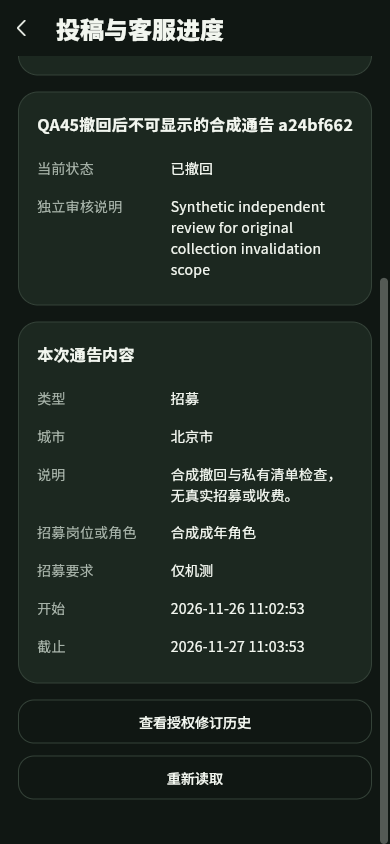 投稿与客服进度
QA45撤回后不可显示的合成通告 a24bf662
当前状态 已撤回
独立审核说明 Synthetic independent
review for original
collection invalidation
scope
本次通告内容
类型 招募
城市 北京市
说明 合成撤回与私有清单检查，
无真实招募或收费。
招募岗位或角色 合成成年角色
招募要求 仅机测
开始 2026-11-26 11:02:53
截止 2026-11-27 11:03:53
查看授权修订历史
重新读取